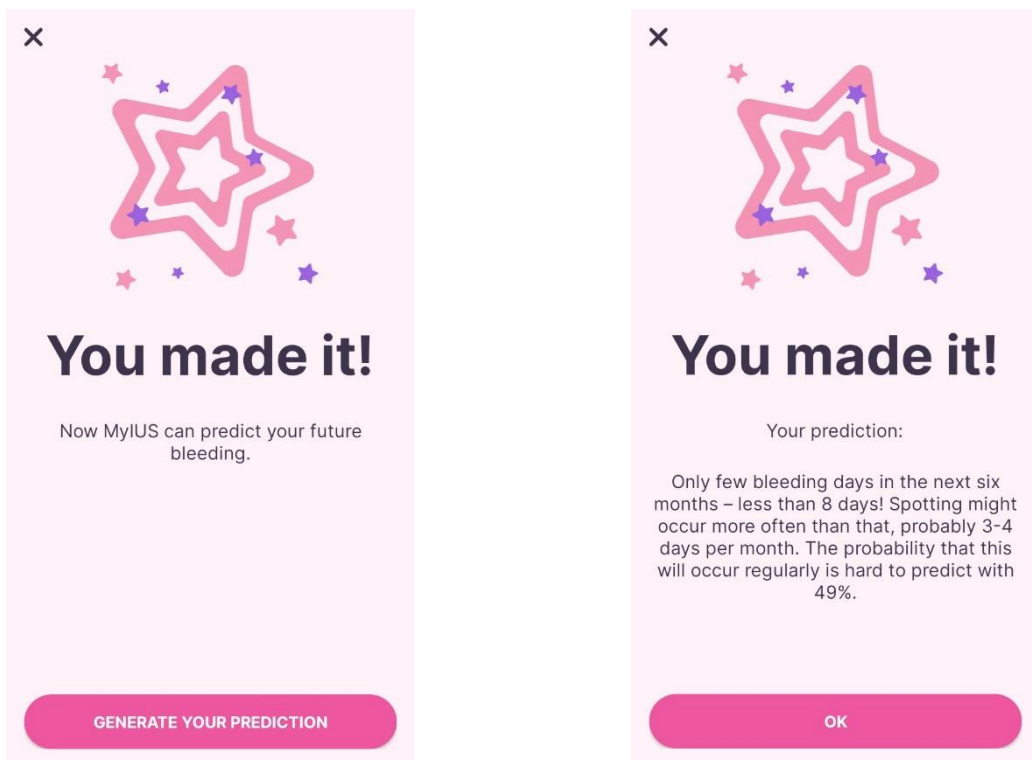 You made it!
Now MyIUS can predict your future
bleeding.
GENERATE YOUR PREDICTION
You made it!
Your prediction:
Only few bleeding days in the next six
months – less than 8 days! Spotting might
occur more often than that, probably 3-4
days per month. The probability that this
will occur regularly is hard to predict with
49%.
OK